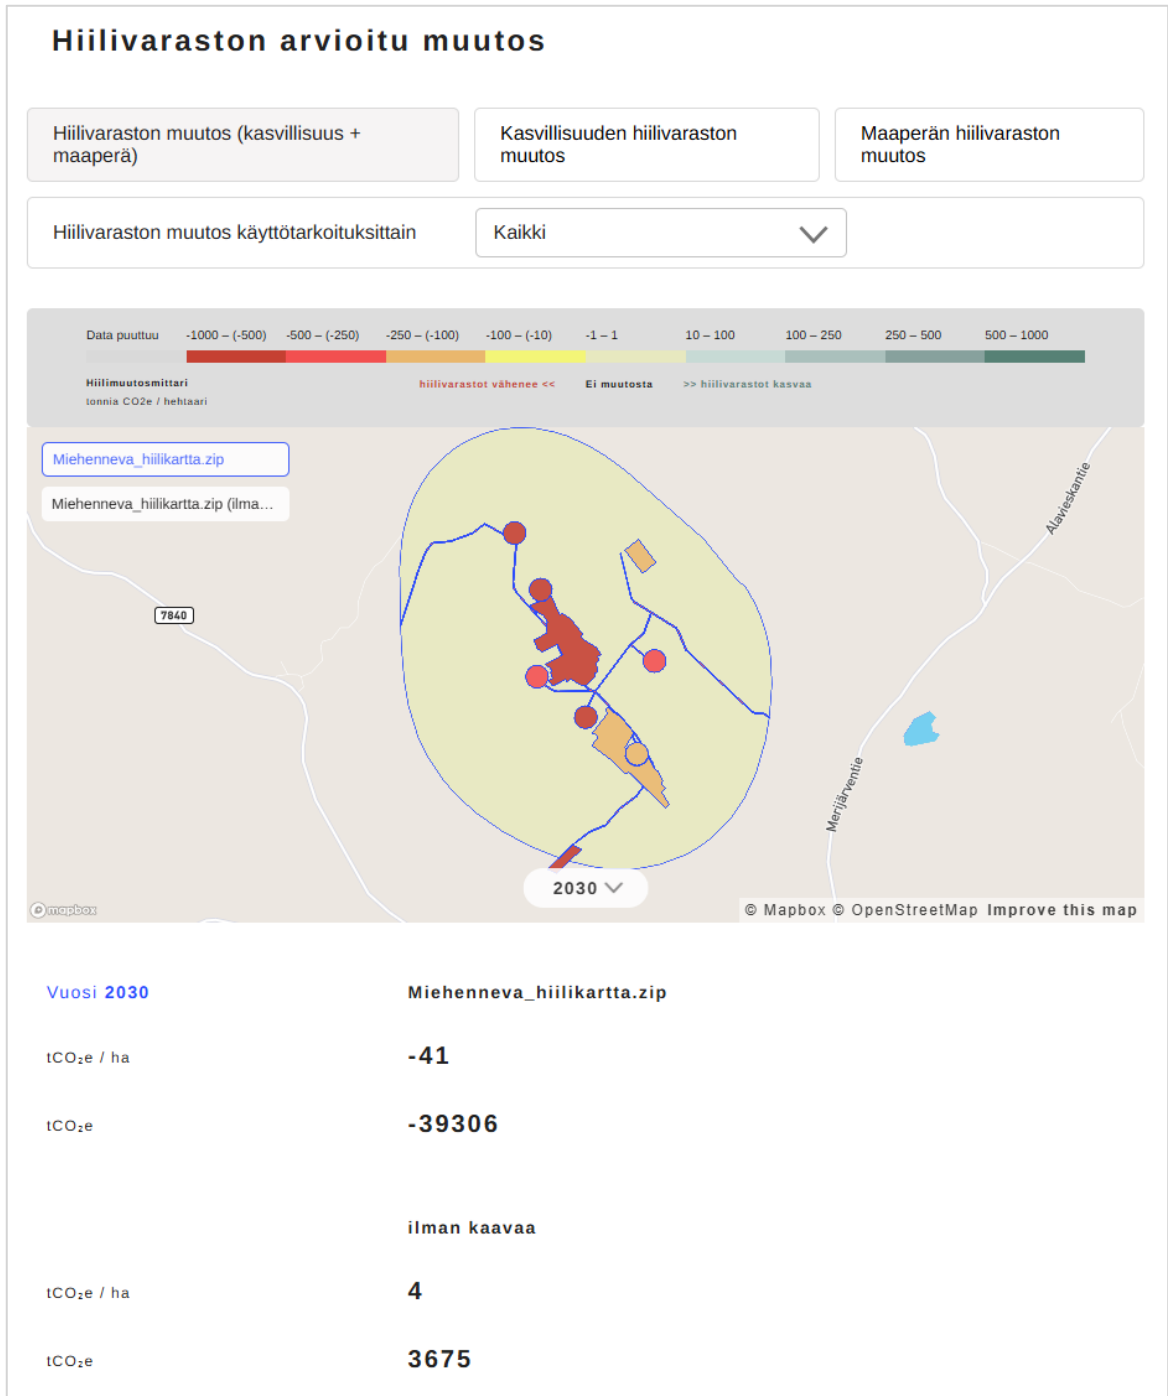 Hiilivaraston arvioitu muutos
Hiilivaraston muutos (kasvillisuus +
maaperä)
Kasvillisuuden hiilivaraston
muutos
Maaperän hiilivaraston
muutos
Hiilivaraston muutos käyttötarkoituksittain
Kaikki
Data puuttuu -1000 – (-500) -500 – (-250) -250 – (-100) -100 – (-10) -1 – 1 10 – 100 100 – 250 250 – 500 500 – 1000
Hiilimuutosmittari
tonnia CO2e / hehtaari
hiilivarastot vähenee << Ei muutosta >> hiilivarastot kasvaa
Miehenneva_hiilikartta.zip
Miehenneva_hiilikartta.zip (ilma...
Alavieskantie
7840
Merijärventie
2030
mapbox
© Mapbox © OpenStreetMap Improve this map
Vuosi 2030 Miehenneva_hiilikartta.zip
tCO₂e / ha -41
tCO₂e -39306
ilman kaavaa
tCO₂e / ha 4
tCO₂e 3675